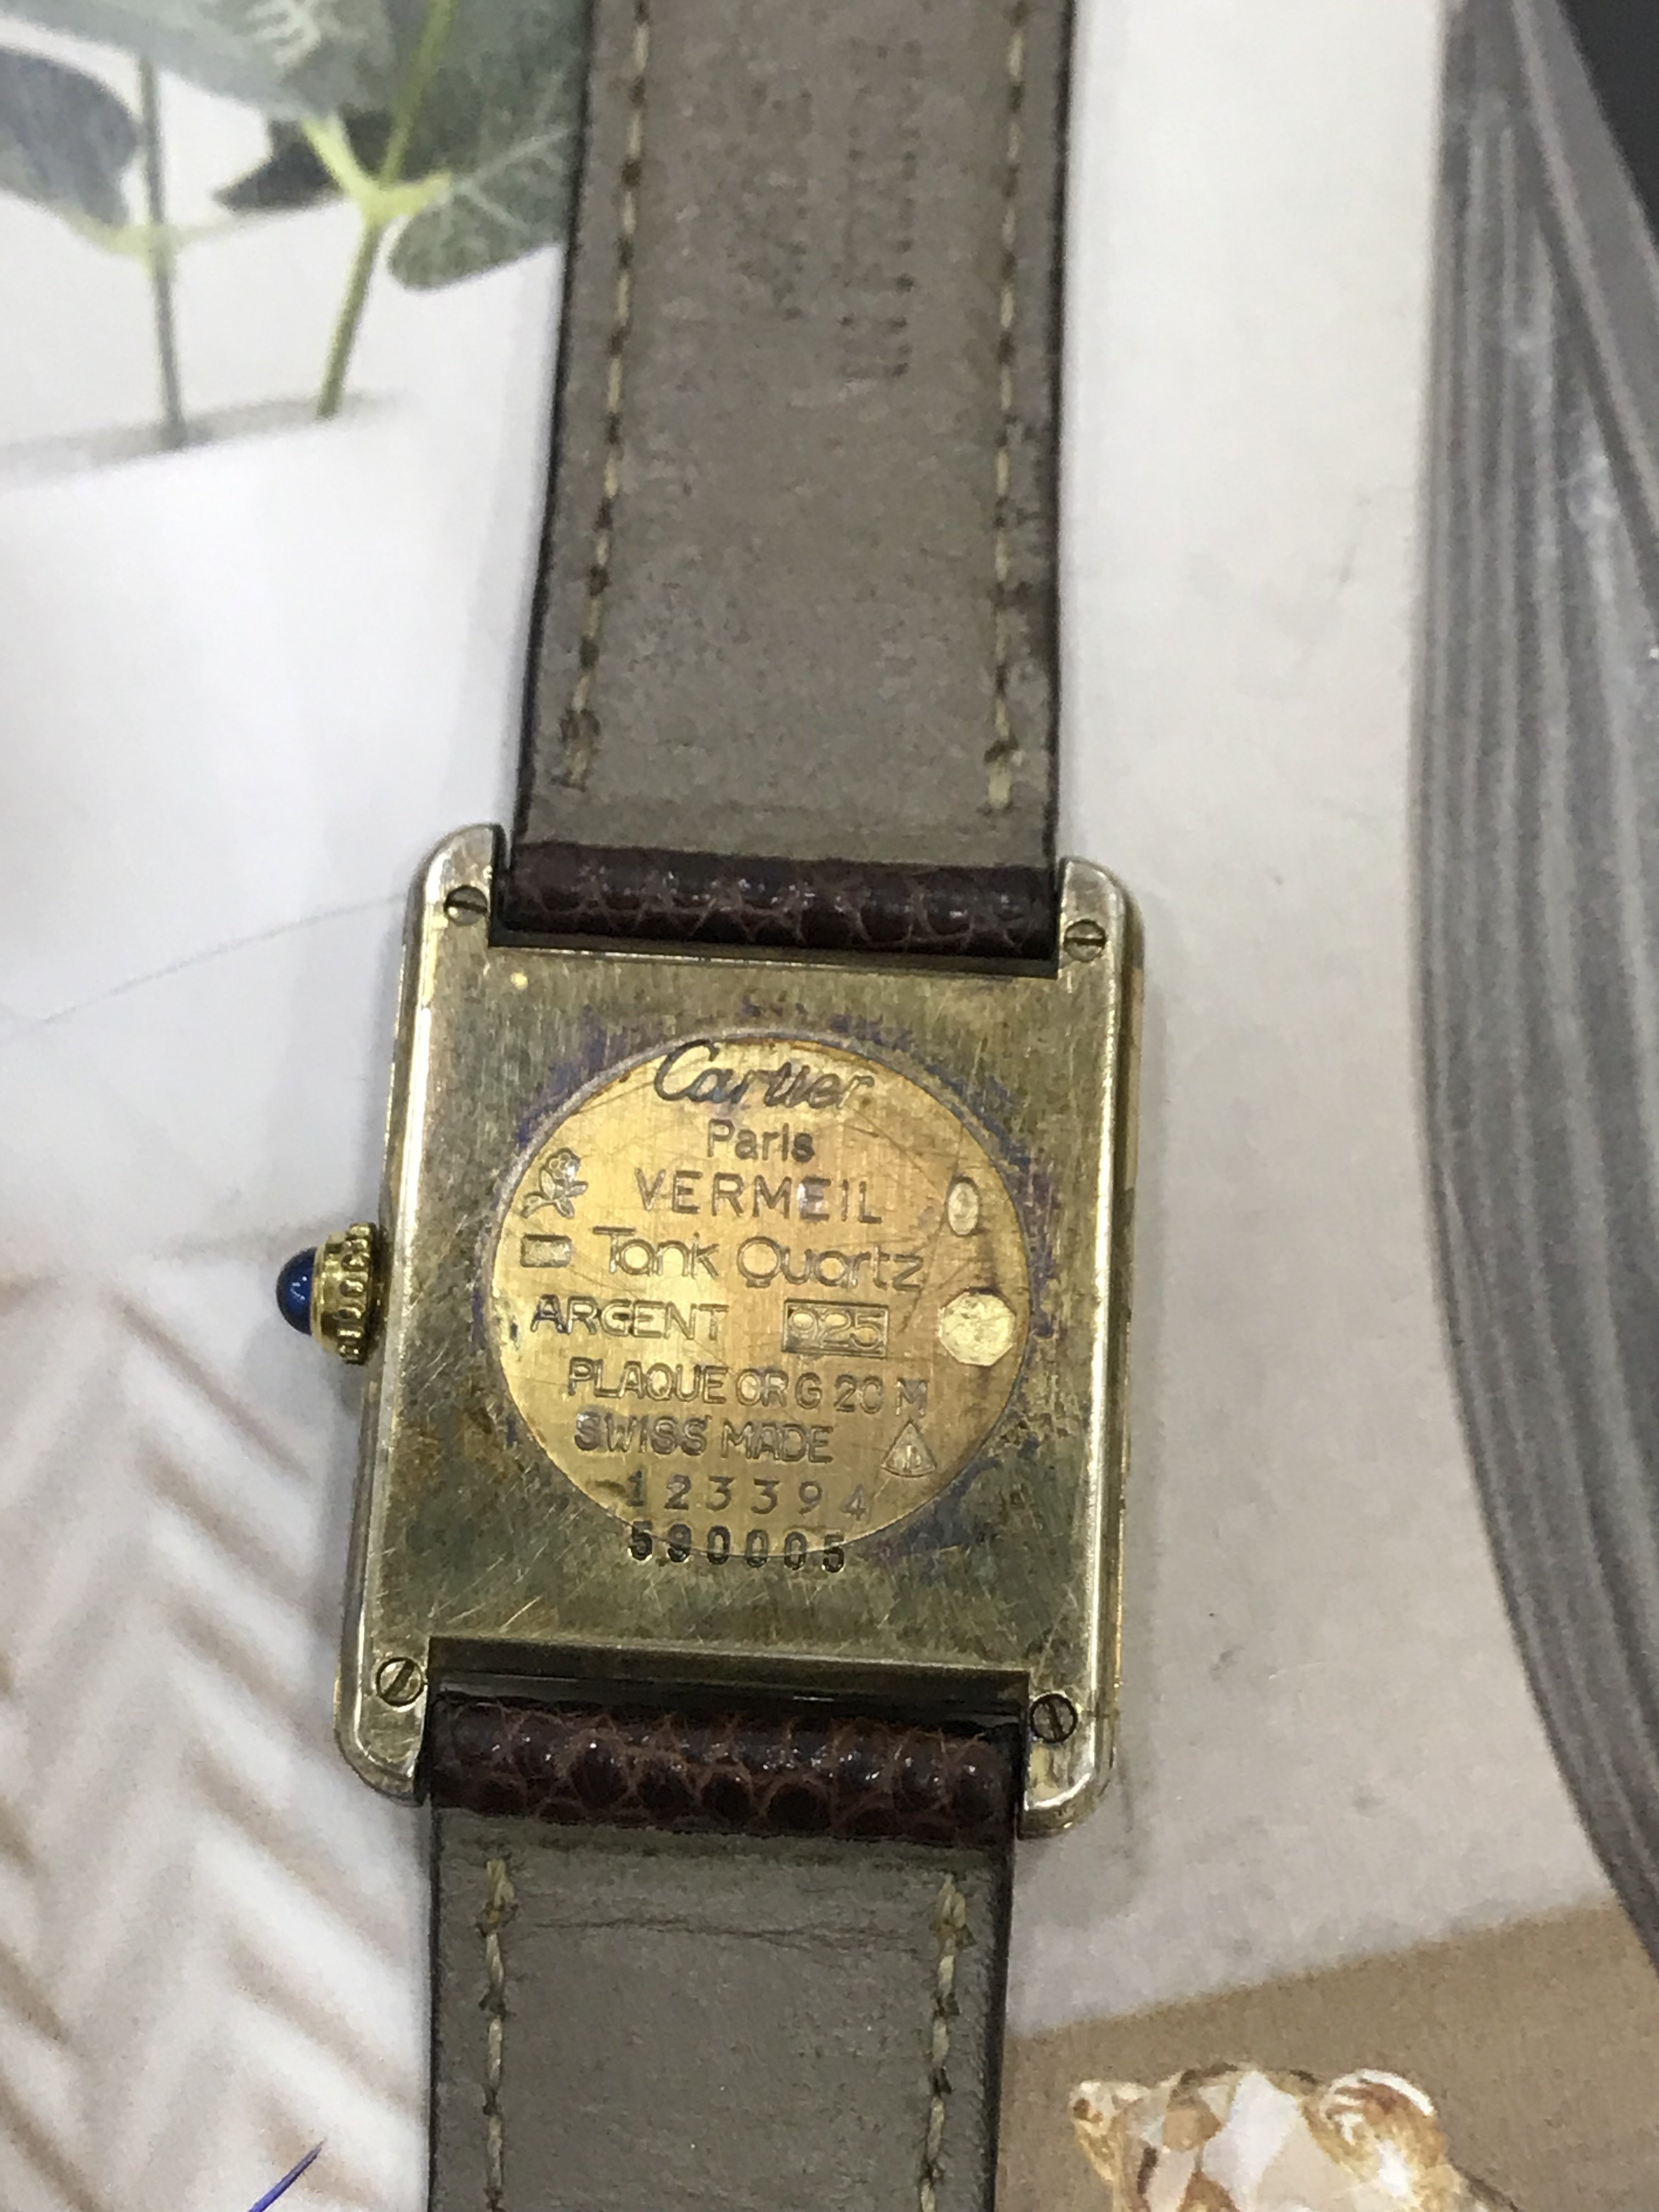 Cartier
Paris
VERMEIL
Tank Quartz
ARGENT 925
PLAQUE OR G 20 M
SWISS MADE
123394
590005